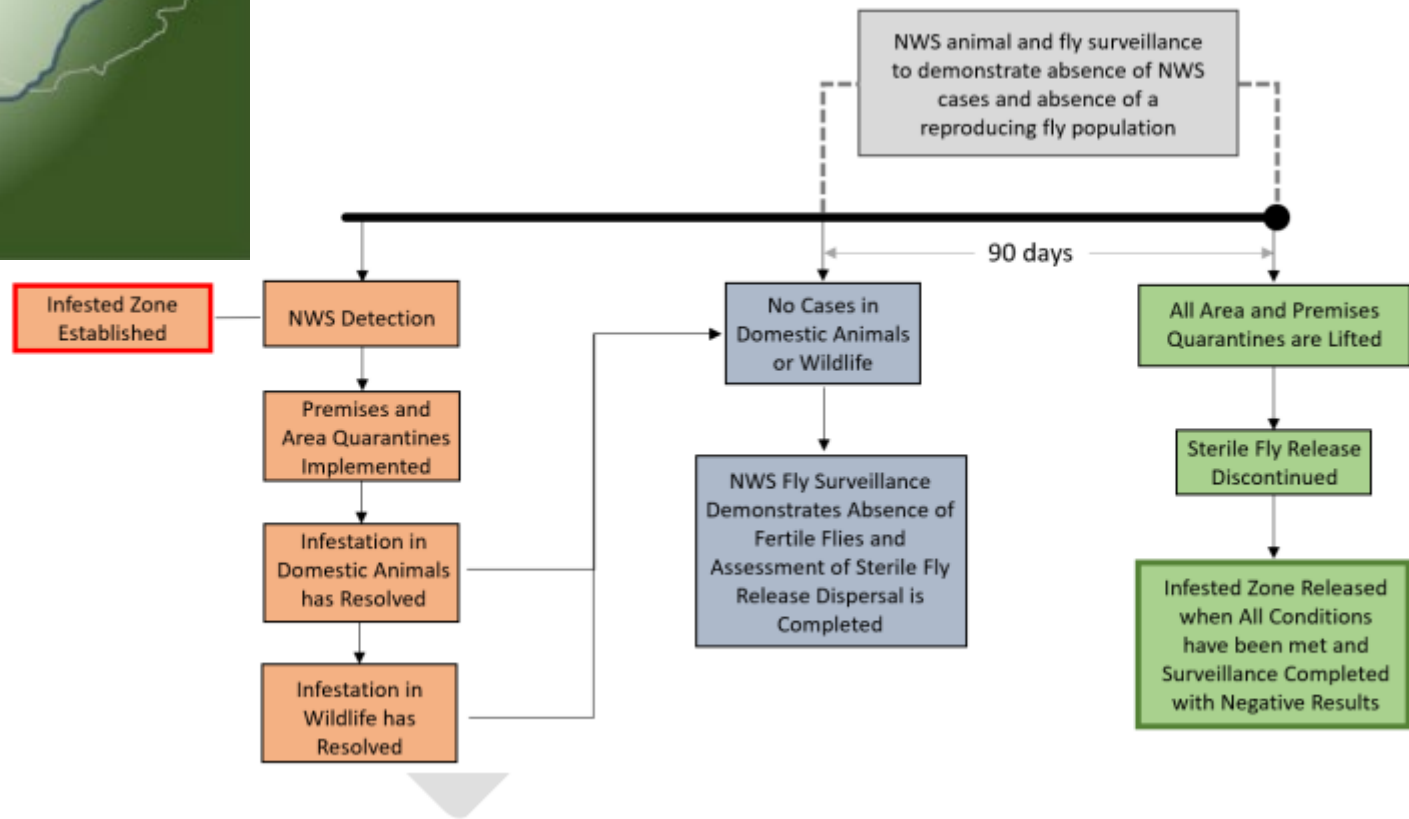 NWS animal and fly surveillance
to demonstrate absence of NWS
cases and absence of a
reproducing fly population
90 days
Infested Zone
Established
NWS Detection
Premises and
Area Quarantines
Implemented
Infestation in
Domestic Animals
has Resolved
Infestation in
Wildlife has
Resolved
No Cases in
Domestic Animals
or Wildlife
NWS Fly Surveillance
Demonstrates Absence of
Fertile Flies and
Assessment of Sterile Fly
Release Dispersal is
Completed
All Area and Premises
Quarantines are Lifted
Sterile Fly Release
Discontinued
Infested Zone Released
when All Conditions
have been met and
Surveillance Completed
with Negative Results